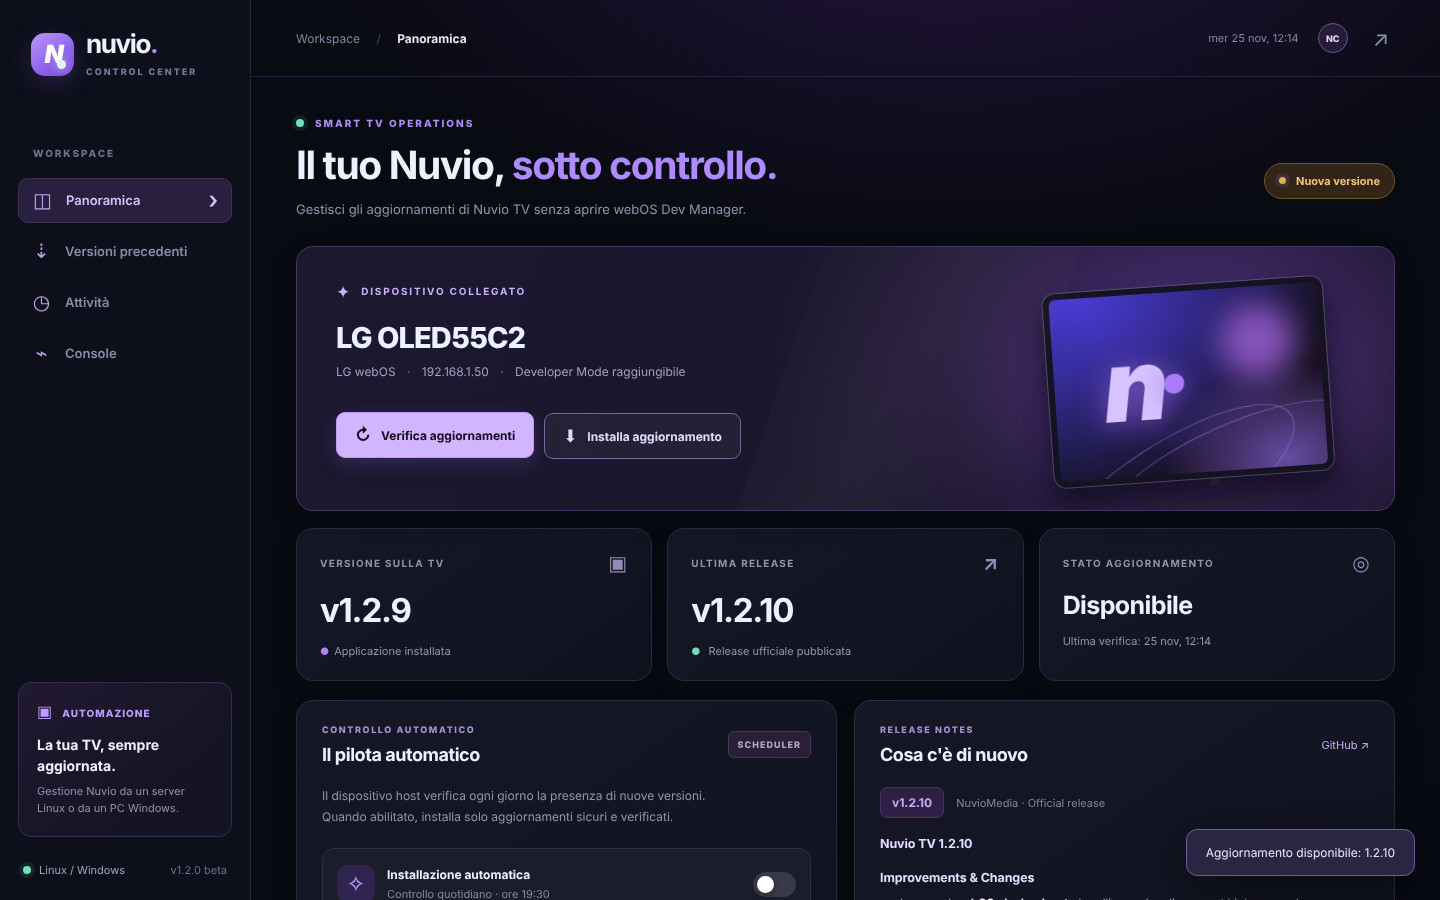 nuvio.
CONTROL CENTER
WORKSPACE
Panoramica
Versioni precedenti
Attività
Console
AUTOMAZIONE
La tua TV, sempre
aggiornata.
Gestione Nuvio da un server
Linux o da un PC Windows.
Linux / Windows
v1.2.0 beta
Workspace / Panoramica
mer 25 nov, 12:14
NC
SMART TV OPERATIONS
Il tuo Nuvio, sotto controllo.
Gestisci gli aggiornamenti di Nuvio TV senza aprire webOS Dev Manager.
Nuova versione
DISPOSITIVO COLLEGATO
LG OLED55C2
LG webOS · 192.168.1.50 · Developer Mode raggiungibile
Verifica aggiornamenti
Installa aggiornamento
n
VERSIONE SULLA TV
v1.2.9
Applicazione installata
ULTIMA RELEASE
v1.2.10
Release ufficiale pubblicata
STATO AGGIORNAMENTO
Disponibile
Ultima verifica: 25 nov, 12:14
CONTROLLO AUTOMATICO
Il pilota automatico
SCHEDULER
Il dispositivo host verifica ogni giorno la presenza di nuove versioni.
Quando abilitato, installa solo aggiornamenti sicuri e verificati.
Installazione automatica
Controllo quotidiano · ore 19:30
RELEASE NOTES
Cosa c'è di nuovo
GitHub ↗
v1.2.10
NuvioMedia · Official release
Nuvio TV 1.2.10
Improvements & Changes
Aggiornamento disponibile: 1.2.10